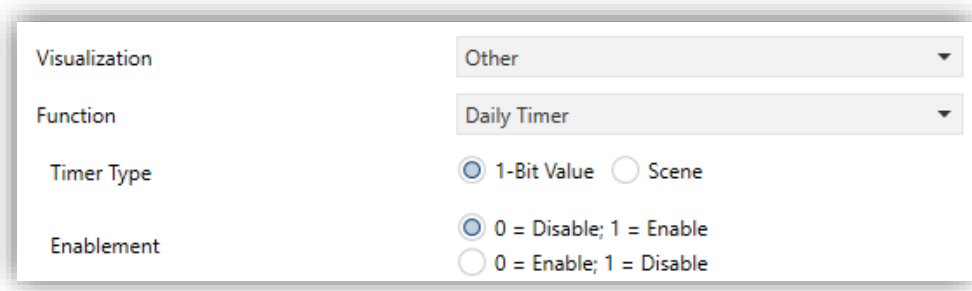 Visualization Other
Function Daily Timer
Timer Type 1-Bit Value Scene
Enablement 0 = Disable; 1 = Enable
0 = Enable; 1 = Disable